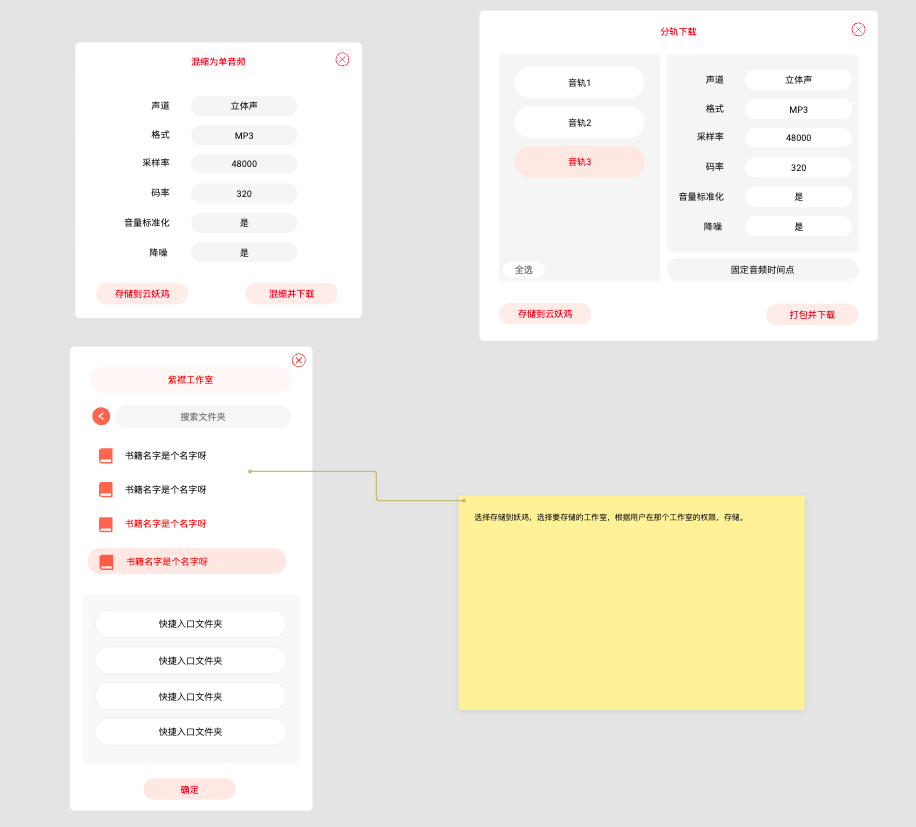 混缩为单音频
声道 立体声
格式 MP3
采样率 48000
码率 320
音量标准化 是
降噪 是
存储到云妖鸡 混缩并下载
分轨下载
音轨1
音轨2
音轨3
全选
声道 立体声
格式 MP3
采样率 48000
码率 320
音量标准化 是
降噪 是
固定音频时间点
存储到云妖鸡 打包并下载
紫襟工作室
搜索文件夹
书籍名字是个名字呀
书籍名字是个名字呀
书籍名字是个名字呀
书籍名字是个名字呀
快捷入口文件夹
快捷入口文件夹
快捷入口文件夹
快捷入口文件夹
确定
选择存储到妖鸡，选择要存储的工作室，根据用户在那个工作室的权限，存储。